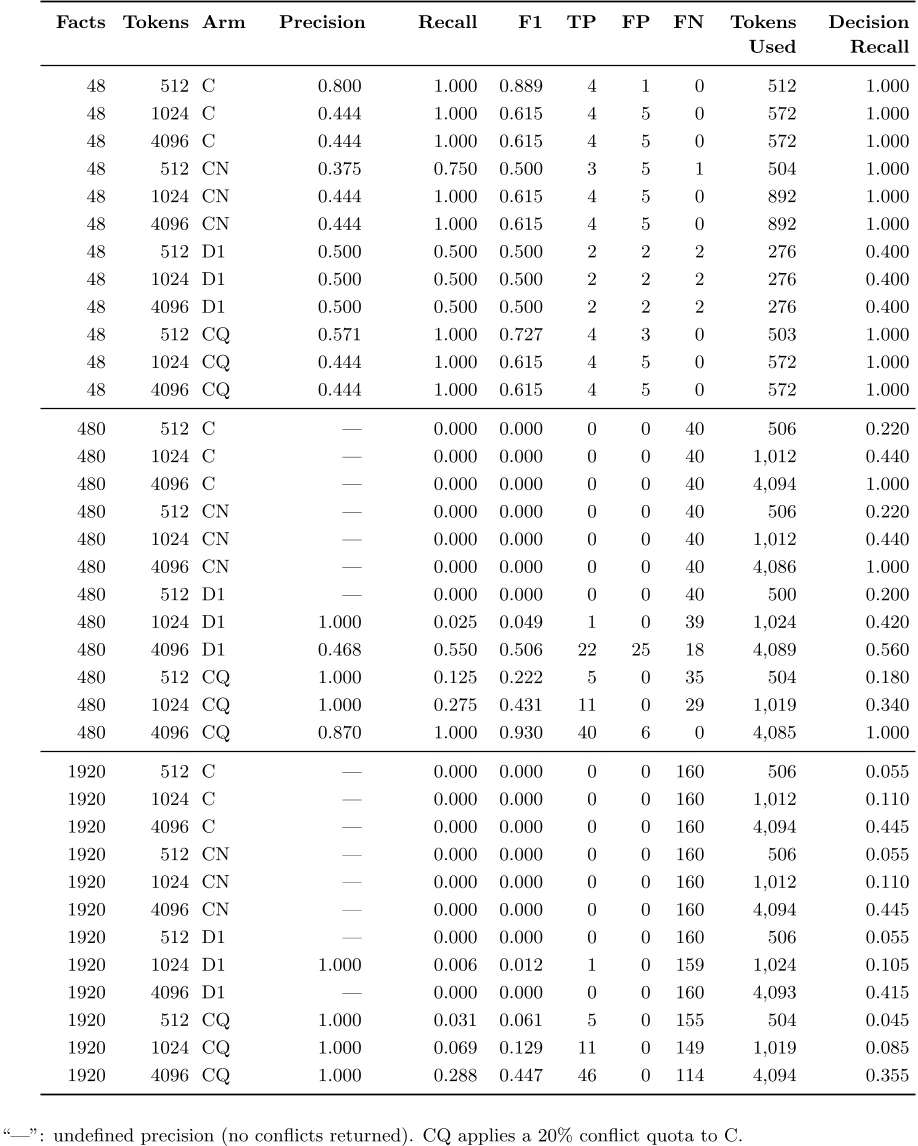 Facts Tokens Arm Precision Recall F1 TP FP FN Tokens Used Decision Recall
48 512 C 0.800 1.000 0.889 4 1 0 512 1.000
48 1024 C 0.444 1.000 0.615 4 5 0 572 1.000
48 4096 C 0.444 1.000 0.615 4 5 0 572 1.000
48 512 CN 0.375 0.750 0.500 3 5 1 504 1.000
48 1024 CN 0.444 1.000 0.615 4 5 0 892 1.000
48 4096 CN 0.444 1.000 0.615 4 5 0 892 1.000
48 512 D1 0.500 0.500 0.500 2 2 2 276 0.400
48 1024 D1 0.500 0.500 0.500 2 2 2 276 0.400
48 4096 D1 0.500 0.500 0.500 2 2 2 276 0.400
48 512 CQ 0.571 1.000 0.727 4 3 0 503 1.000
48 1024 CQ 0.444 1.000 0.615 4 5 0 572 1.000
48 4096 CQ 0.444 1.000 0.615 4 5 0 572 1.000
480 512 C — 0.000 0.000 0 0 40 506 0.220
480 1024 C — 0.000 0.000 0 0 40 1,012 0.440
480 4096 C — 0.000 0.000 0 0 40 4,094 1.000
480 512 CN — 0.000 0.000 0 0 40 506 0.220
480 1024 CN — 0.000 0.000 0 0 40 1,012 0.440
480 4096 CN — 0.000 0.000 0 0 40 4,086 1.000
480 512 D1 — 0.000 0.000 0 0 40 500 0.200
480 1024 D1 1.000 0.025 0.049 1 0 39 1,024 0.420
480 4096 D1 0.468 0.550 0.506 22 25 18 4,089 0.560
480 512 CQ 1.000 0.125 0.222 5 0 35 504 0.180
480 1024 CQ 1.000 0.275 0.431 11 0 29 1,019 0.340
480 4096 CQ 0.870 1.000 0.930 40 6 0 4,085 1.000
1920 512 C — 0.000 0.000 0 0 160 506 0.055
1920 1024 C — 0.000 0.000 0 0 160 1,012 0.110
1920 4096 C — 0.000 0.000 0 0 160 4,094 0.445
1920 512 CN — 0.000 0.000 0 0 160 506 0.055
1920 1024 CN — 0.000 0.000 0 0 160 1,012 0.110
1920 4096 CN — 0.000 0.000 0 0 160 4,094 0.445
1920 512 D1 — 0.000 0.000 0 0 160 506 0.055
1920 1024 D1 1.000 0.006 0.012 1 0 159 1,024 0.105
1920 4096 D1 — 0.000 0.000 0 0 160 4,093 0.415
1920 512 CQ 1.000 0.031 0.061 5 0 155 504 0.045
1920 1024 CQ 1.000 0.069 0.129 11 0 149 1,019 0.085
1920 4096 CQ 1.000 0.288 0.447 46 0 114 4,094 0.355
“—”: undefined precision (no conflicts returned). CQ applies a 20% conflict quota to C.